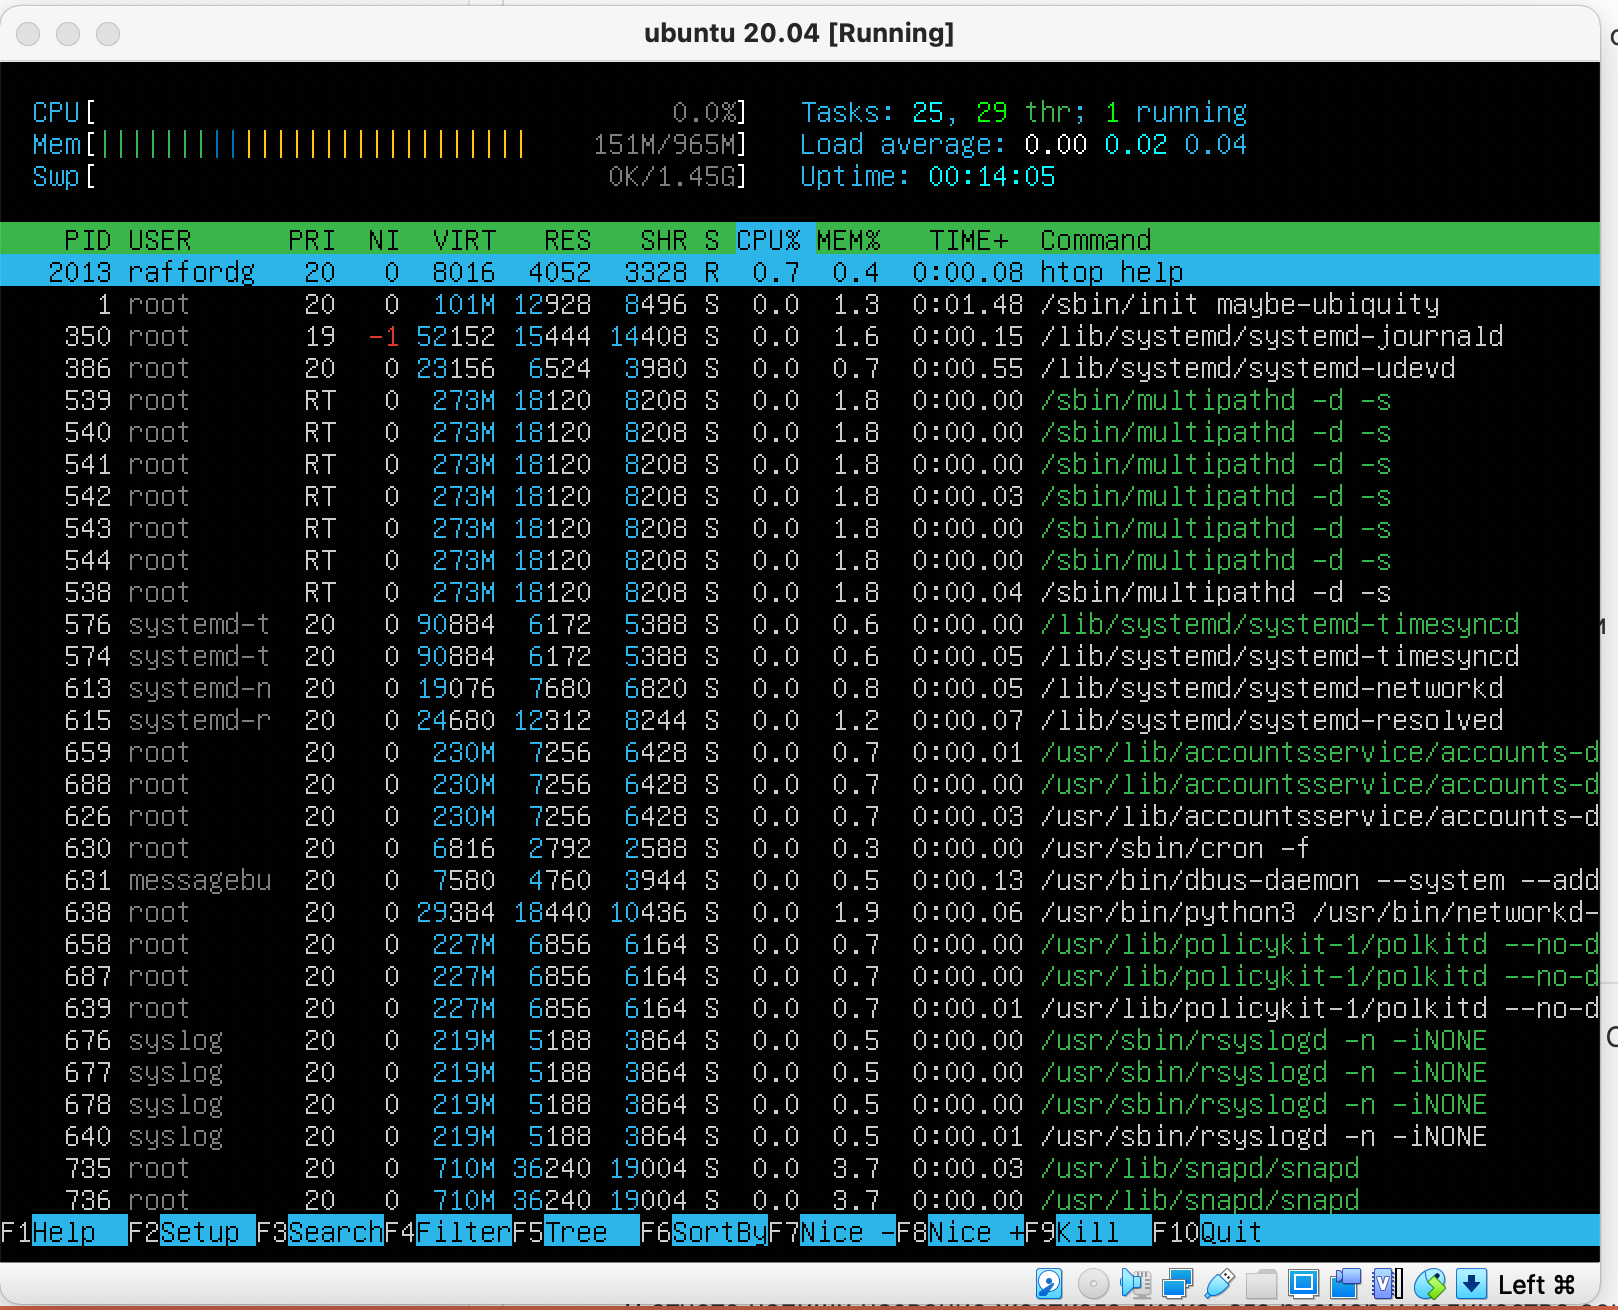 ubuntu 20.04 [Running]
CPU[ 0.0%] Tasks: 25, 29 thr; 1 running
Mem[|||||||||||||||||||||||||||151M/965M] Load average: 0.00 0.02 0.04
Swp[ 0K/1.45G] Uptime: 00:14:05
PID USER PRI NI VIRT RES SHR S CPU% MEM% TIME+ Command
2013 raffordg 20 0 8016 4052 3328 R 0.7 0.4 0:00.08 htop help
1 root 20 0 101M 12928 8496 S 0.0 1.3 0:01.48 /sbin/init maybe-ubiquity
350 root 19 -1 52152 15444 14408 S 0.0 1.6 0:00.15 /lib/systemd/systemd-journald
386 root 20 0 23156 6524 3980 S 0.0 0.7 0:00.55 /lib/systemd/systemd-udevd
539 root RT 0 273M 18120 8208 S 0.0 1.8 0:00.00 /sbin/multipathd -d -s
540 root RT 0 273M 18120 8208 S 0.0 1.8 0:00.00 /sbin/multipathd -d -s
541 root RT 0 273M 18120 8208 S 0.0 1.8 0:00.00 /sbin/multipathd -d -s
542 root RT 0 273M 18120 8208 S 0.0 1.8 0:00.03 /sbin/multipathd -d -s
543 root RT 0 273M 18120 8208 S 0.0 1.8 0:00.00 /sbin/multipathd -d -s
544 root RT 0 273M 18120 8208 S 0.0 1.8 0:00.00 /sbin/multipathd -d -s
538 root RT 0 273M 18120 8208 S 0.0 1.8 0:00.04 /sbin/multipathd -d -s
576 systemd-t 20 0 90884 6172 5388 S 0.0 0.6 0:00.00 /lib/systemd/systemd-timesyncd
574 systemd-t 20 0 90884 6172 5388 S 0.0 0.6 0:00.05 /lib/systemd/systemd-timesyncd
613 systemd-n 20 0 19076 7680 6820 S 0.0 0.8 0:00.05 /lib/systemd/systemd-networkd
615 systemd-r 20 0 24680 12312 8244 S 0.0 1.2 0:00.07 /lib/systemd/systemd-resolved
659 root 20 0 230M 7256 6428 S 0.0 0.7 0:00.01 /usr/lib/accountsservice/accounts-d
688 root 20 0 230M 7256 6428 S 0.0 0.7 0:00.00 /usr/lib/accountsservice/accounts-d
626 root 20 0 230M 7256 6428 S 0.0 0.7 0:00.03 /usr/lib/accountsservice/accounts-d
630 root 20 0 6816 2792 2588 S 0.0 0.3 0:00.00 /usr/sbin/cron -f
631 messagebu 20 0 7580 4760 3944 S 0.0 0.5 0:00.13 /usr/bin/dbus-daemon --system --add
638 root 20 0 29384 18440 10436 S 0.0 1.9 0:00.06 /usr/bin/python3 /usr/bin/networkd-
658 root 20 0 227M 6856 6164 S 0.0 0.7 0:00.00 /usr/lib/policykit-1/polkitd --no-d
687 root 20 0 227M 6856 6164 S 0.0 0.7 0:00.00 /usr/lib/policykit-1/polkitd --no-d
639 root 20 0 227M 6856 6164 S 0.0 0.7 0:00.01 /usr/lib/policykit-1/polkitd --no-d
676 syslog 20 0 219M 5188 3864 S 0.0 0.5 0:00.00 /usr/sbin/rsyslogd -n -iNONE
677 syslog 20 0 219M 5188 3864 S 0.0 0.5 0:00.00 /usr/sbin/rsyslogd -n -iNONE
678 syslog 20 0 219M 5188 3864 S 0.0 0.5 0:00.00 /usr/sbin/rsyslogd -n -iNONE
640 syslog 20 0 219M 5188 3864 S 0.0 0.5 0:00.01 /usr/sbin/rsyslogd -n -iNONE
735 root 20 0 710M 36240 19004 S 0.0 3.7 0:00.03 /usr/lib/snapd/snapd
736 root 20 0 710M 36240 19004 S 0.0 3.7 0:00.00 /usr/lib/snapd/snapd
F1Help F2Setup F3SearchF4FilterF5Tree F6SortByF7Nice -F8Nice +F9Kill F10Quit
Left ⌘